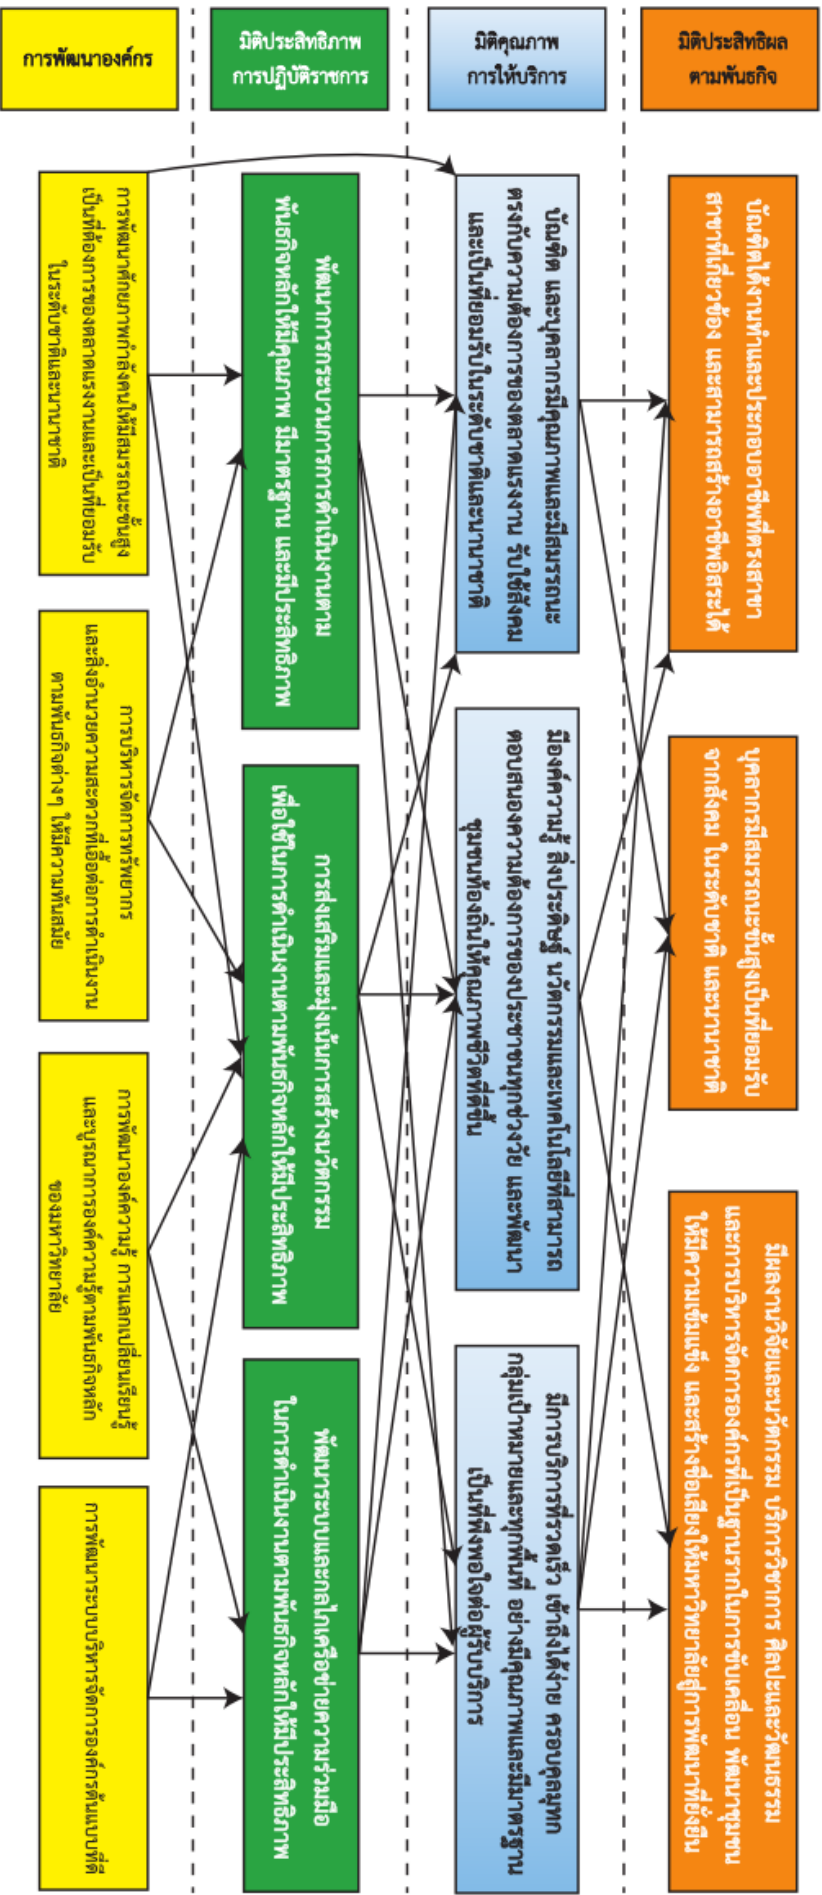 การพัฒนาองค์กร
มิติประสิทธิภาพ
การปฏิบัติราชการ
มิติคุณภาพ
การให้บริการ
มิติประสิทธิผล
ตามพันธกิจ
การพัฒนาศักยภาพกำลังคนให้มีสมรรถนะขั้นสูง
เป็นที่ต้องการของตลาดแรงงานและเป็นที่ยอมรับ
ในระดับชาติและนานาชาติ
การบริหารจัดการทรัพยากร
และสิ่งอำนวยความสะดวกที่เอื้อต่อการดำเนินงาน
ตามพันธกิจต่างๆ ให้มีความทันสมัย
การพัฒนาองค์ความรู้ การแลกเปลี่ยนเรียนรู้
และบูรณาการองค์ความรู้ตามพันธกิจหลัก
ของมหาวิทยาลัย
การพัฒนาระบบบริหารจัดการองค์กรต้นแบบที่ดี
พัฒนาการกระบวนการการดำเนินงานตาม
พันธกิจหลักให้มีคุณภาพ มีมาตรฐาน และมีประสิทธิภาพ
การส่งเสริมและมุ่งเน้นการสร้างนวัตกรรม
เพื่อใช้ในการดำเนินงานตามพันธกิจหลักให้มีประสิทธิภาพ
พัฒนาระบบและกลไกเครือข่ายความร่วมมือ
ในการดำเนินงานตามพันธกิจหลักให้มีประสิทธิภาพ
บัณฑิต และบุคลากรมีคุณภาพและมีสมรรถนะ
ตรงกับความต้องการของตลาดแรงงาน รับใช้สังคม
และเป็นที่ยอมรับในระดับชาติและนานาชาติ
มีองค์ความรู้ สิ่งประดิษฐ์ นวัตกรรมและเทคโนโลยีที่สามารถ
ตอบสนองความต้องการของประชาชนทุกช่วงวัย และพัฒนา
ชุมชนท้องถิ่นให้คุณภาพชีวิตที่ดีขึ้น
มีการบริการที่รวดเร็ว เข้าถึงได้ง่าย ครอบคลุมทุก
กลุ่มเป้าหมายและทุกพื้นที่ อย่างมีคุณภาพและมีมาตรฐาน
เป็นที่พึงพอใจต่อผู้รับบริการ
บัณฑิตได้งานทำและประกอบอาชีพที่ตรงสาขา
สาขาที่เกี่ยวข้อง และสามารถสร้างอาชีพอิสระได้
บุคลากรมีสมรรถนะขั้นสูงเป็นที่ยอมรับ
จากสังคม ในระดับชาติ และนานาชาติ
มีผลงานวิจัยและนวัตกรรม บริการวิชาการ ศิลปะและวัฒนธรรม
และการบริหารจัดการองค์กรที่เป็นฐานรากในการขับเคลื่อน พัฒนาชุมชน
ให้มีความเข้มแข็ง และสร้างชื่อเสียงให้มหาวิทยาลัยสู่การพัฒนาที่ยั่งยืน